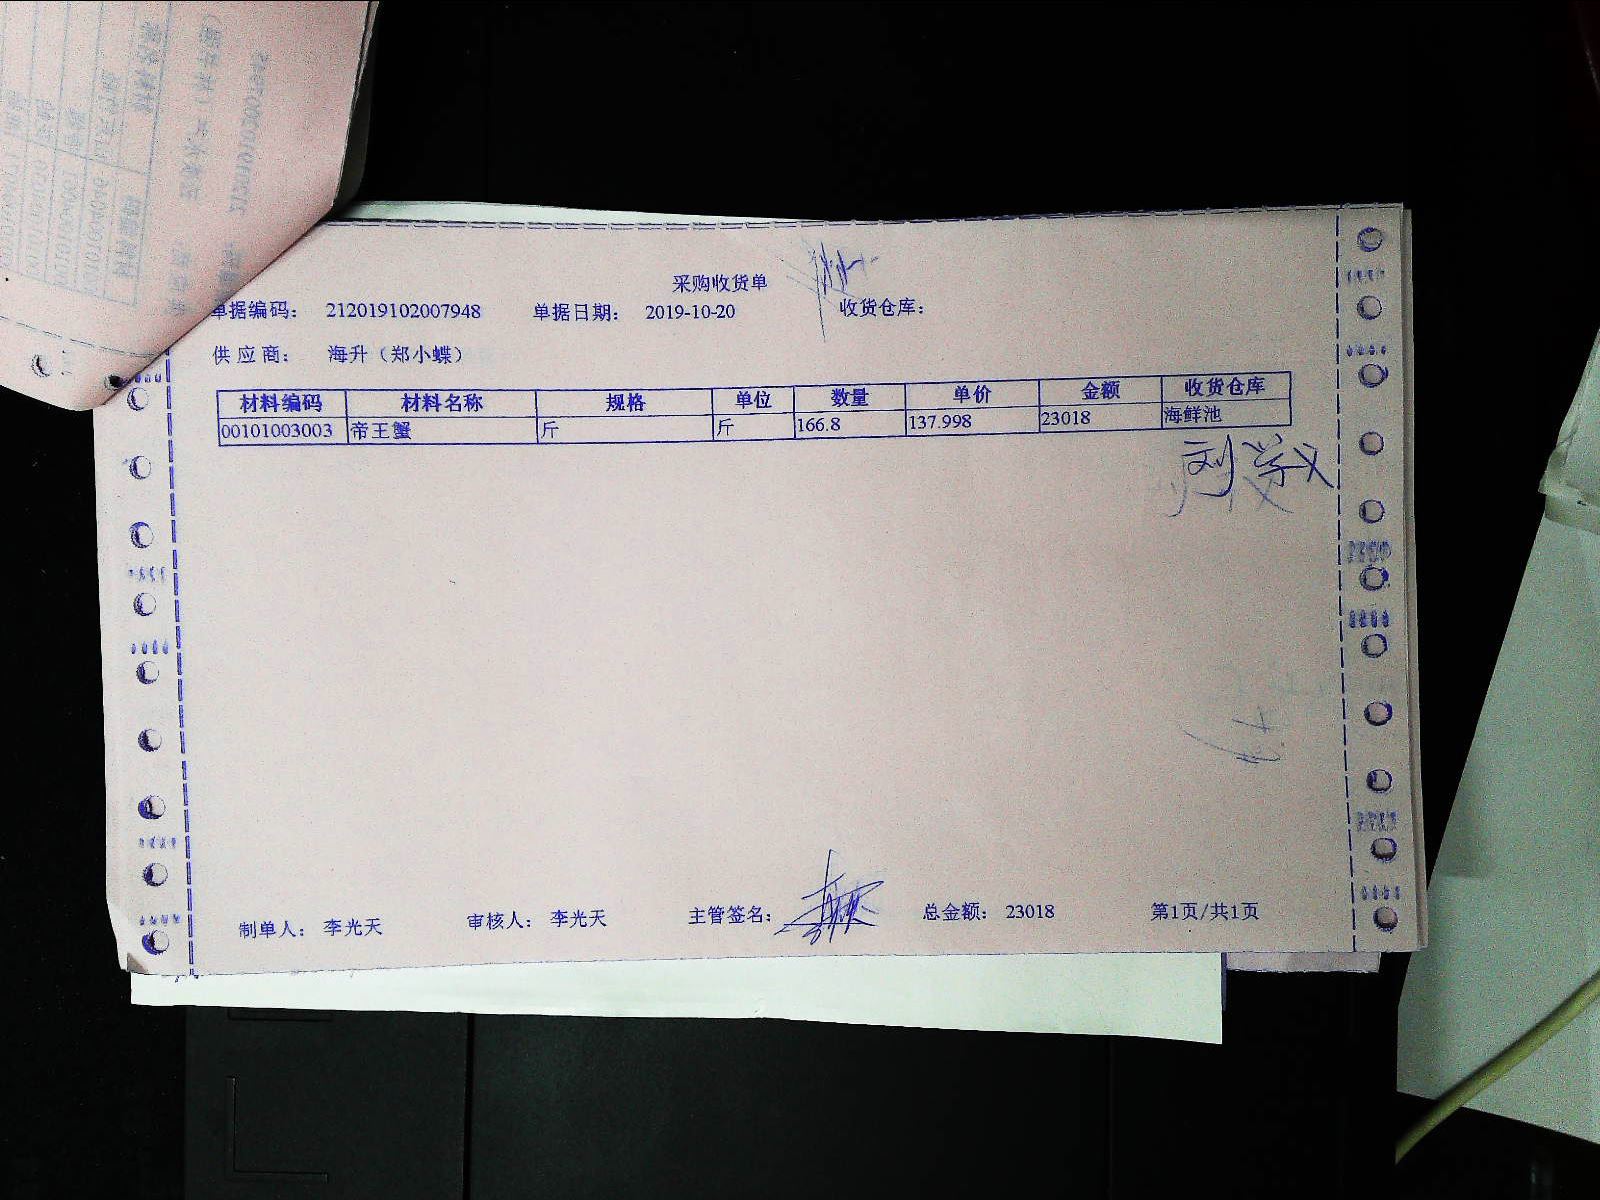 采购收货单
单据编码： 212019102007948 单据日期： 2019-10-20 收货仓库：
供应商： 海升（郑小蝶）
材料编码 材料名称 规格 单位 数量 单价 金额 收货仓库
00101003003 帝王蟹 斤 斤 166.8 137.998 23018 海鲜池
刘学义
制单人： 李光天 审核人： 李光天 主管签名： 总金额： 23018 第1页/共1页